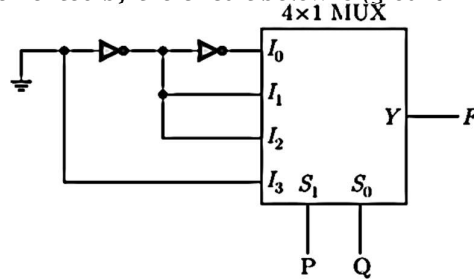 4×1 MUX
I₀
I₁
Y F
I₂
I₃ S₁ S₀
P Q